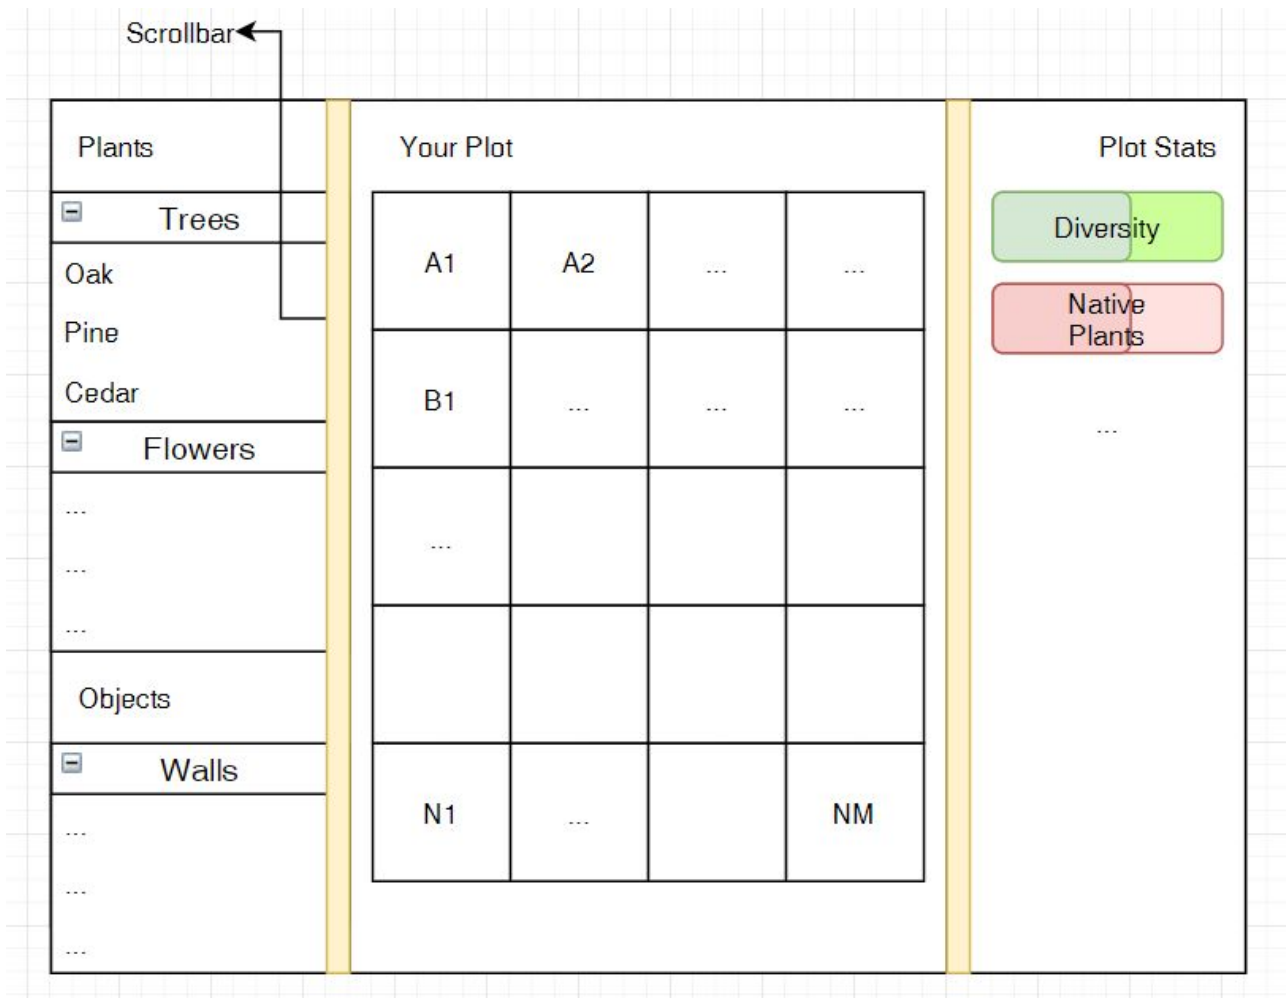 Scrollbar
Plants
Trees
Oak
Pine
Cedar
Flowers
...
...
...
Objects
Walls
...
...
...
Your Plot
A1 A2 ... ...
B1 ... ... ...
...
N1 ... NM
Plot Stats
Diversity
Native
Plants
...